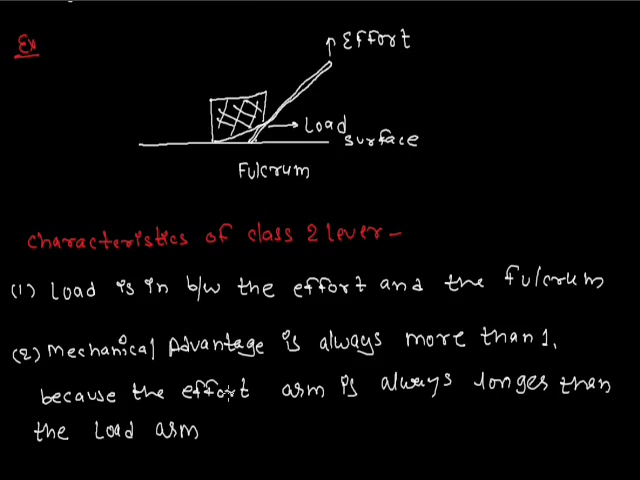 Ex
Effort
Load
surface
Fulcrum
Characteristics of class 2 lever -
(1) Load is in b/w the effort and the fulcrum
(2) Mechanical Advantage is always more than 1,
because the effort arm is always longer than
the Load arm